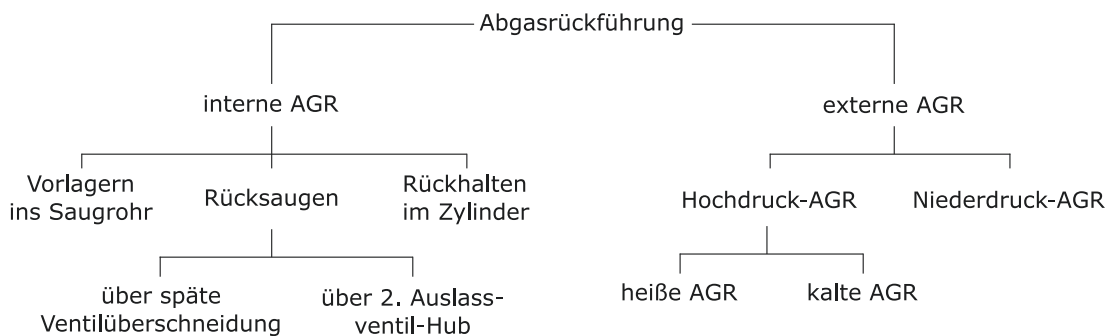 Abgasrückführung
interne AGR
externe AGR
Vorlagern
ins Saugrohr
Rücksaugen
Rückhalten
im Zylinder
Hochdruck-AGR
Niederdruck-AGR
über späte
Ventilüberschneidung
über 2. Auslass-
ventil-Hub
heiße AGR
kalte AGR